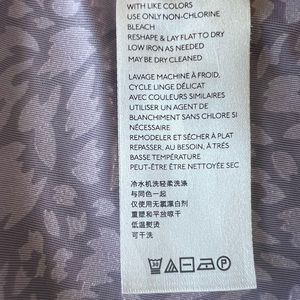 WITH LIKE COLORS
USE ONLY NON-CHLORINE
BLEACH
RESHAPE & LAY FLAT TO DRY
LOW IRON AS NEEDED
MAY BE DRY CLEANED
LAVAGE MACHINE À FROID,
CYCLE LINGE DÉLICAT
AVEC COULEURS SIMILAIRES
UTILISER UN AGENT DE
BLANCHIMENT SANS CHLORE SI
NÉCESSAIRE
REMODELER ET SÉCHER À PLAT
REPASSER, AU BESOIN, À TRÈS
BASSE TEMPÉRATURE
PEUT-ÊTRE ÊTRE NETTOYÉE SEC
冷水机洗轻柔洗涤
与同色一起
仅使用无氯漂白剂
重塑和平放晾干
低温熨烫
可干洗